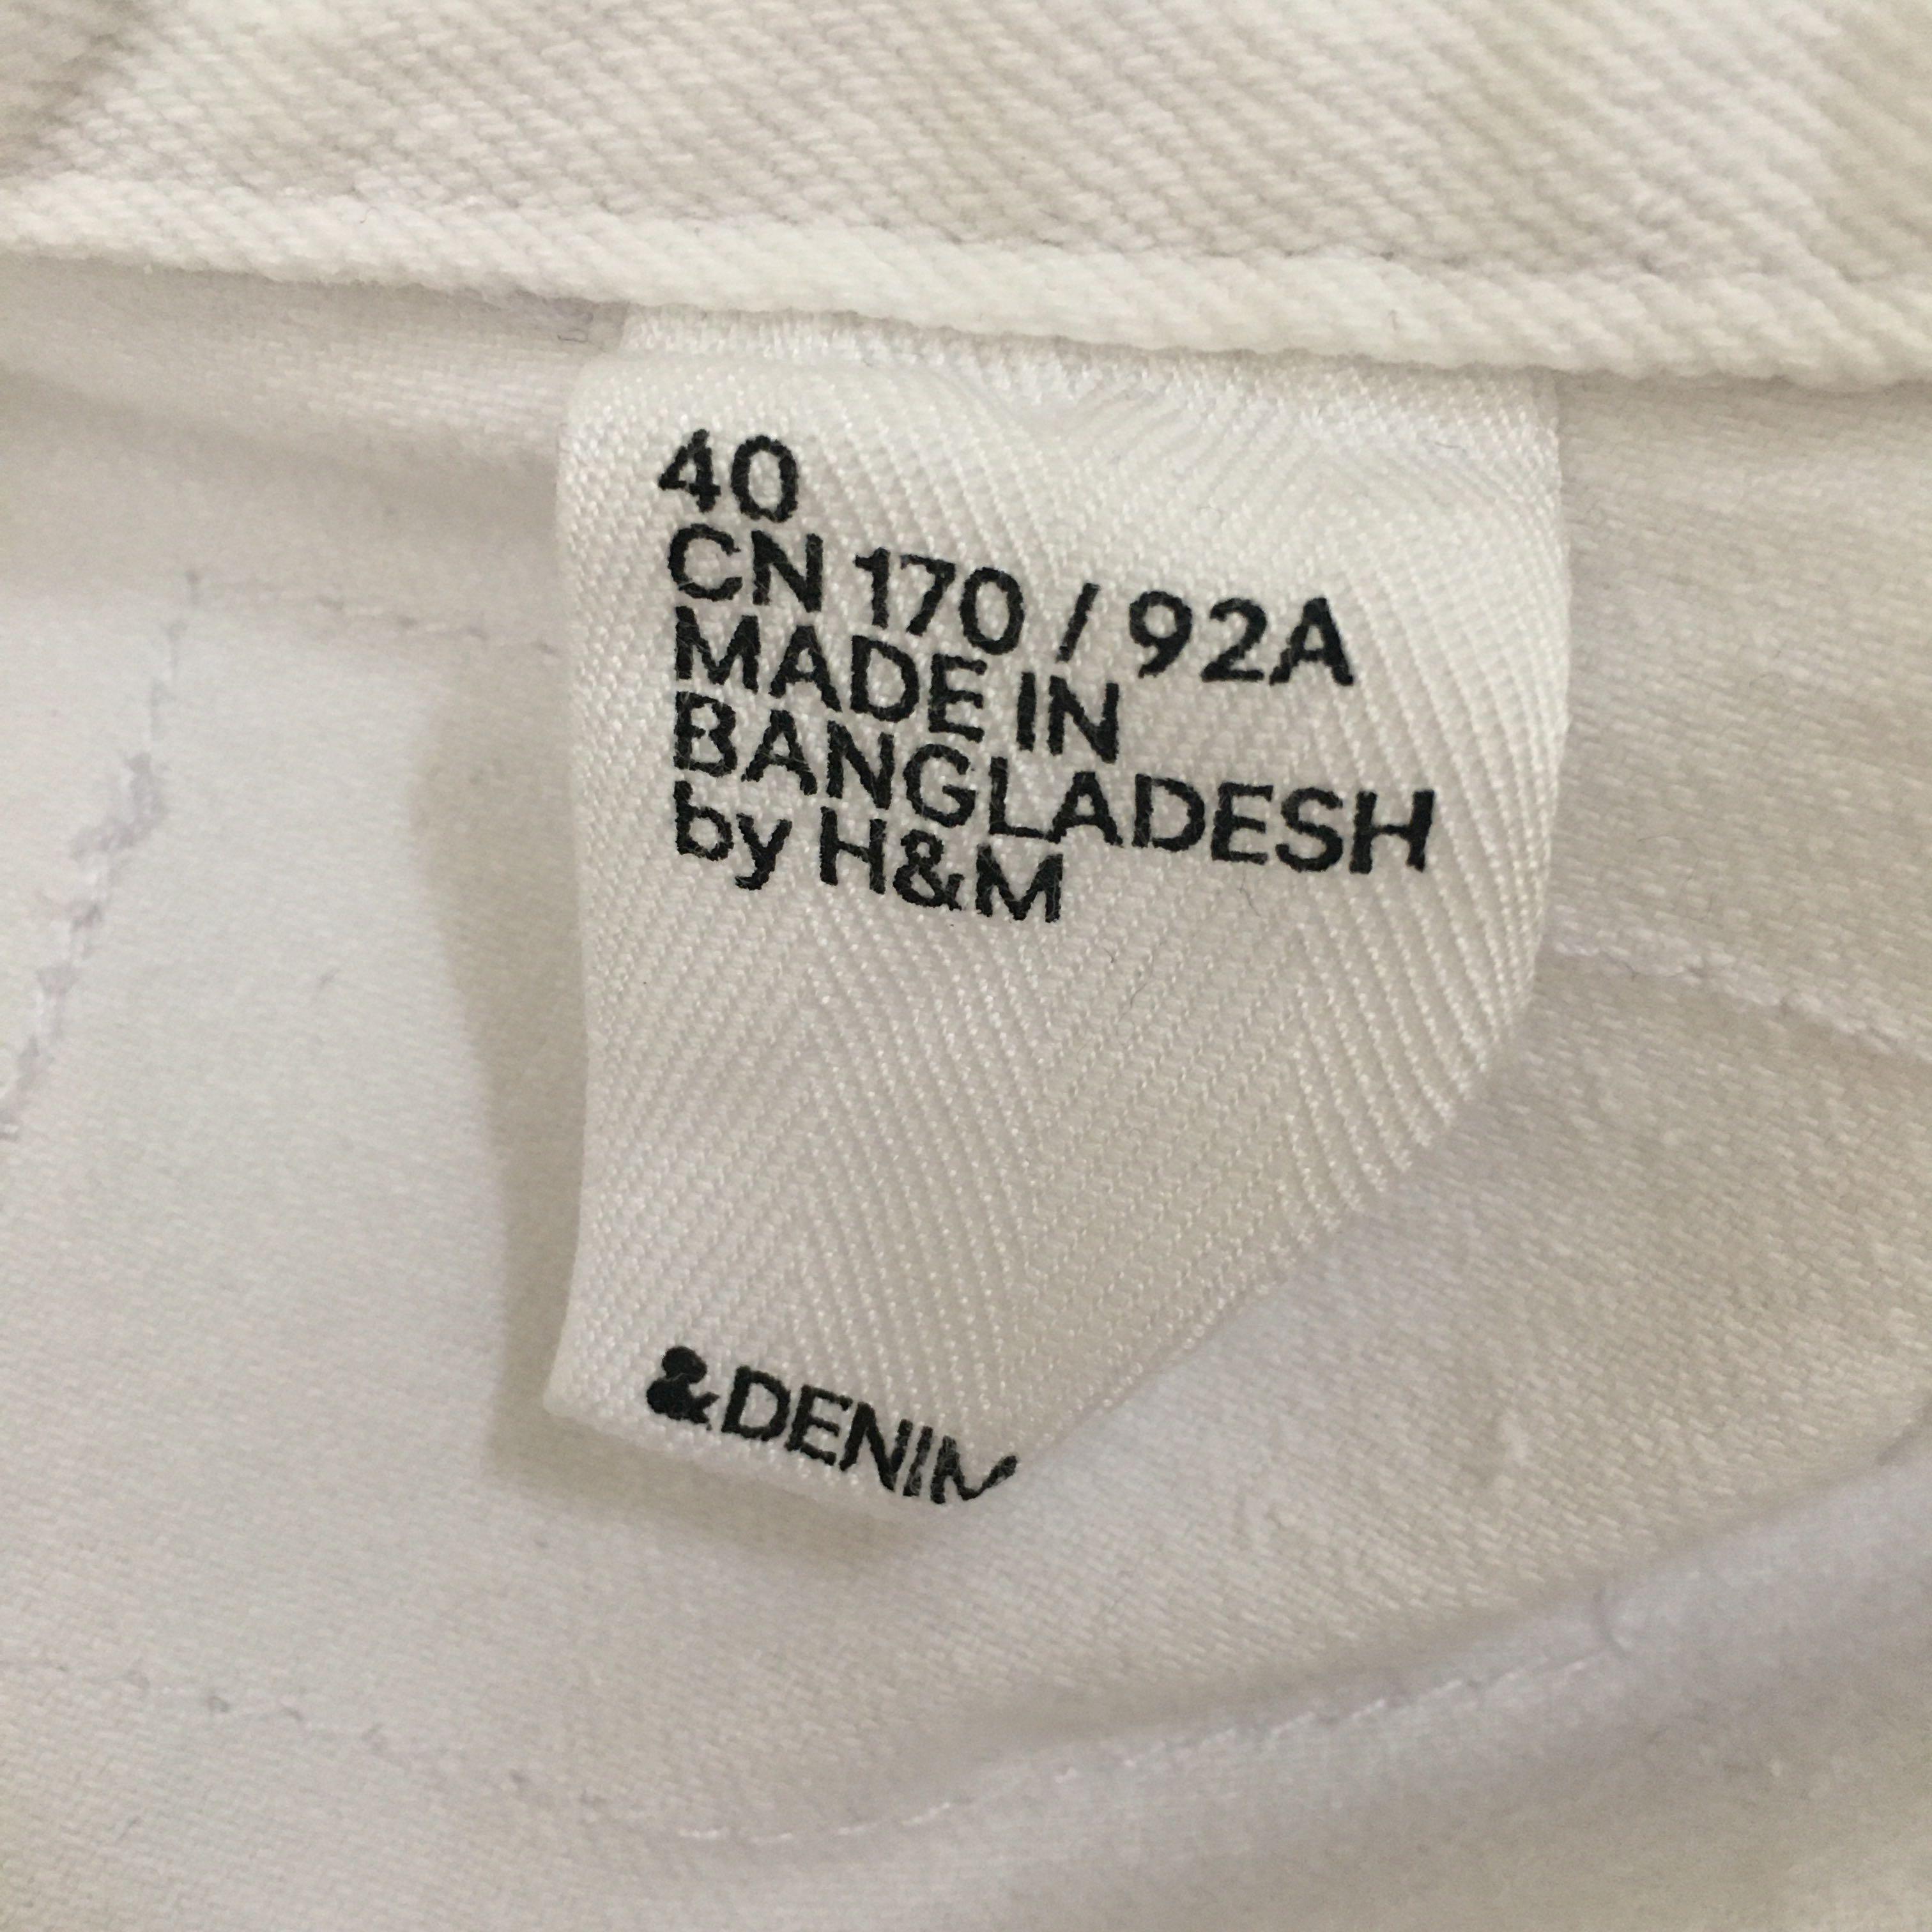 40
CN 170 / 92A
MADE IN
BANGLADESH
by H&M
&DENIM